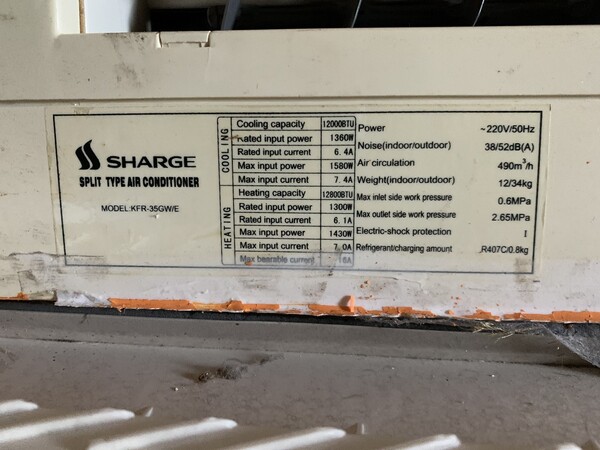 SHARGE
SPLIT TYPE AIR CONDITIONER
MODEL:KFR-35GW/E
COOLING
Cooling capacity 12000BTU
Rated input power 1360W
Rated input current 6.4A
Max input power 1580W
Max input current 7.4A
HEATING
Heating capacity 12800BTU
Rated input power 1300W
Rated input current 6.1A
Max input power 1430W
Max input current 7.0A
Max bearable current 16A
Power ~220V/50Hz
Noise(indoor/outdoor) 38/52dB(A)
Air circulation 490m³/h
Weight(indoor/outdoor) 12/34kg
Max inlet side work pressure 0.6MPa
Max outlet side work pressure 2.65MPa
Electric-shock protection I
Refrigerant/charging amount R407C/0.8kg